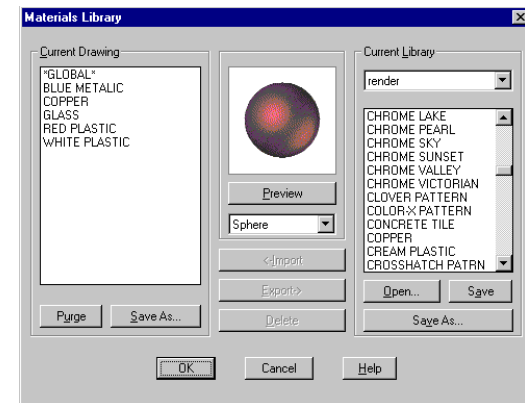 Materials Library
Current Drawing
*GLOBAL*
BLUE METALIC
COPPER
GLASS
RED PLASTIC
WHITE PLASTIC
Purge
Save As...
Preview
Sphere
<-Import
Export->
Delete
Current Library
render
CHROME LAKE
CHROME PEARL
CHROME SKY
CHROME SUNSET
CHROME VALLEY
CHROME VICTORIAN
CLOVER PATTERN
COLOR-X PATTERN
CONCRETE TILE
COPPER
CREAM PLASTIC
CROSSHATCH PATRN
Open...
Save
Save As...
OK
Cancel
Help